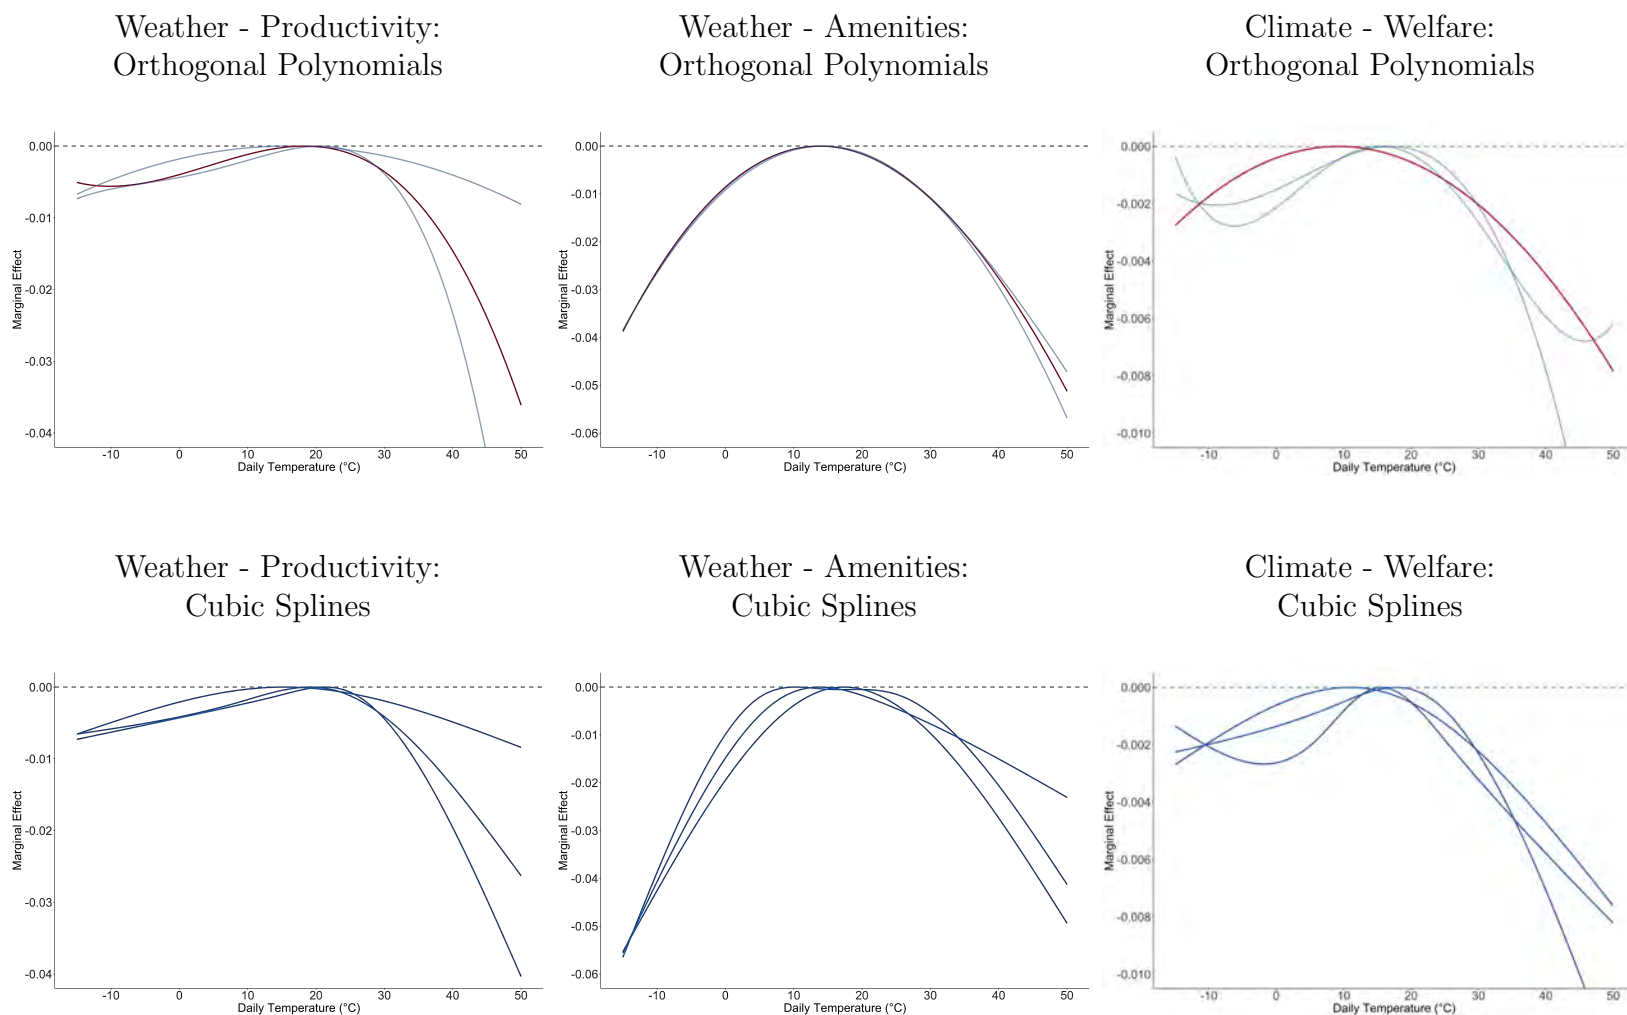 Weather - Productivity:
Orthogonal Polynomials
Weather - Amenities:
Orthogonal Polynomials
Climate - Welfare:
Orthogonal Polynomials
0.00
-0.01
-0.02
-0.03
-0.04
Marginal Effect
-10 0 10 20 30 40 50
Daily Temperature (°C)
0.00
-0.01
-0.02
-0.03
-0.04
-0.05
-0.06
Marginal Effect
-10 0 10 20 30 40 50
Daily Temperature (°C)
0.000
-0.002
-0.004
-0.006
-0.008
-0.010
Marginal Effect
-10 0 10 20 30 40 50
Daily Temperature (°C)
Weather - Productivity:
Cubic Splines
Weather - Amenities:
Cubic Splines
Climate - Welfare:
Cubic Splines
0.00
-0.01
-0.02
-0.03
-0.04
Marginal Effect
-10 0 10 20 30 40 50
Daily Temperature (°C)
0.00
-0.01
-0.02
-0.03
-0.04
-0.05
-0.06
Marginal Effect
-10 0 10 20 30 40 50
Daily Temperature (°C)
0.000
-0.002
-0.004
-0.006
-0.008
-0.010
Marginal Effect
-10 0 10 20 30 40 50
Daily Temperature (°C)